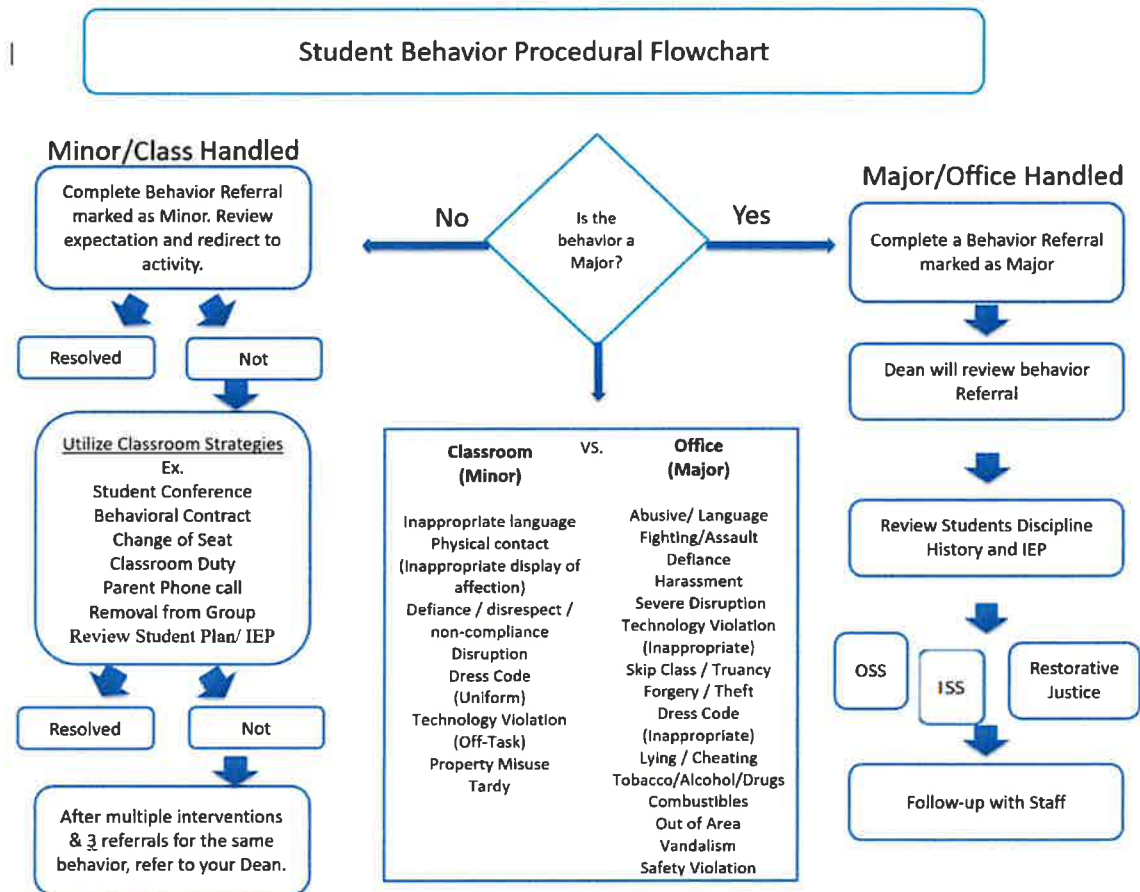 Student Behavior Procedural Flowchart
Minor/Class Handled
Complete Behavior Referral
marked as Minor. Review
expectation and redirect to
activity.
Resolved
Not
Utilize Classroom Strategies
Ex.
Student Conference
Behavioral Contract
Change of Seat
Classroom Duty
Parent Phone call
Removal from Group
Review Student Plan/ IEP
Resolved
Not
After multiple interventions
& 3 referrals for the same
behavior, refer to your Dean.
No
Is the
behavior a
Major?
Yes
Classroom
(Minor)
VS.
Office
(Major)
Inappropriate language
Physical contact
(Inappropriate display of
affection)
Defiance / disrespect /
non-compliance
Disruption
Dress Code
(Uniform)
Technology Violation
(Off-Task)
Property Misuse
Tardy
Abusive/ Language
Fighting/Assault
Defiance
Harassment
Severe Disruption
Technology Violation
(Inappropriate)
Skip Class / Truancy
Forgery / Theft
Dress Code
(Inappropriate)
Lying / Cheating
Tobacco/Alcohol/Drugs
Combustibles
Out of Area
Vandalism
Safety Violation
Major/Office Handled
Complete a Behavior Referral
marked as Major
Dean will review behavior
Referral
Review Students Discipline
History and IEP
OSS
ISS
Restorative
Justice
Follow-up with Staff